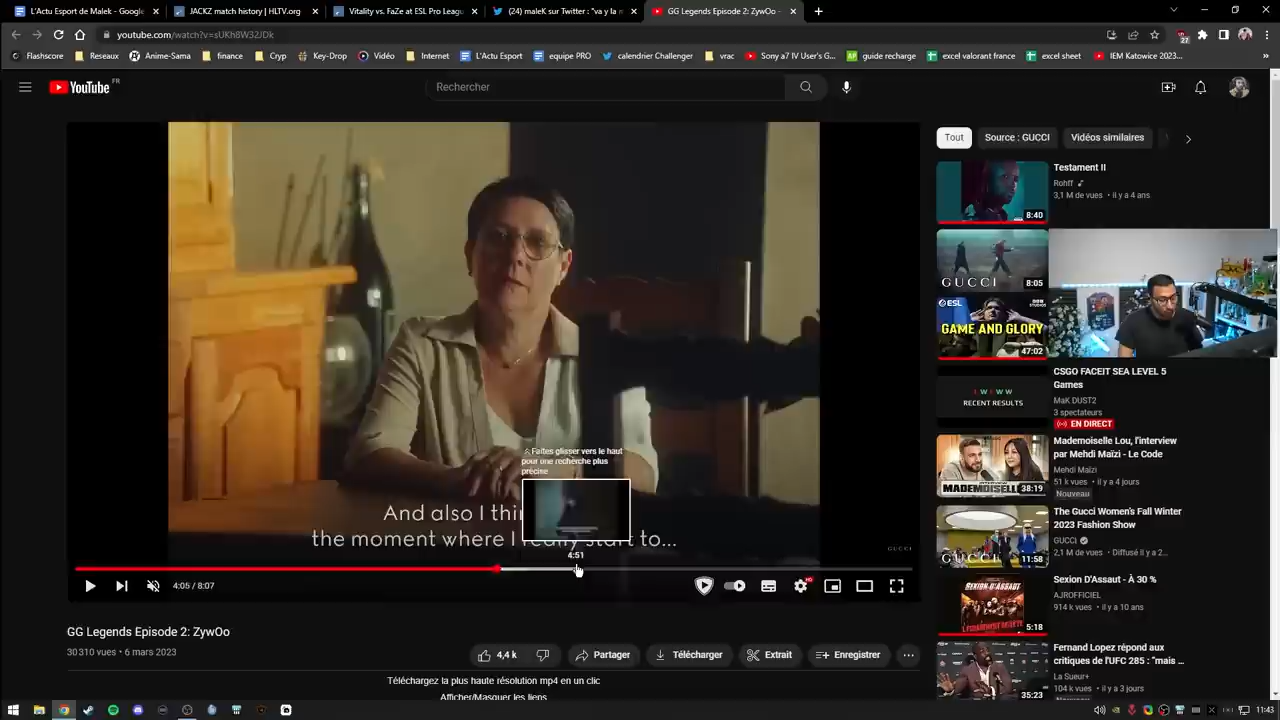 L'Actu Esport de Malek - Google
JACKZ match history | HLTV.org
Vitality vs. FaZe at ESL Pro Leag
(24) maleK sur Twitter : "va y la m
GG Legends Episode 2: ZywOo -
youtube.com/watch?v=sUKh8W32JDk
27
Flashscore
Reseaux
Anime-Sama
finance
Cryp
Key-Drop
Vidéo
Internet
L'Actu Esport
equipe PRO
calendrier Challenger
vrac
Sony a7 IV User's G...
guide recharge
excel valorant france
excel sheet
IEM Katowice 2023...
YouTube FR
Rechercher
Tout
Source : GUCCI
Vidéos similaires
Testament II
Rohff
3,1 M de vues • il y a 4 ans
8:40
GUCCI
8:05
ESL
GAME AND GLORY
47:02
CSGO FACEIT SEA LEVEL 5
Games
MaK DUST2
3 spectateurs
EN DIRECT
RECENT RESULTS
Mademoiselle Lou, l'interview
par Mehdi Maïzi - Le Code
Mehdi Maïzi
51 k vues • il y a 4 jours
Nouveau
MADEMOISELL
38:19
The Gucci Women's Fall Winter
2023 Fashion Show
GUCCI
2,1 M de vues • Diffusé il y a 2...
GUCCI
11:58
Sexion D'Assaut - À 30 %
AJROFFICIEL
914 k vues • il y a 10 ans
SEXION D'ASSAUT
5:18
Fernand Lopez répond aux
critiques de l'UFC 285 : "mais ...
La Sueur+
104 k vues • il y a 3 jours
35:23
Faites glisser vers le haut
pour une recherche plus
précise
And also I thin
the moment where I really start to...
4:51
GUCCI
4:05 / 8:07
HD
GG Legends Episode 2: ZywOo
30 310 vues • 6 mars 2023
4,4 k
Partager
Télécharger
Extrait
Enregistrer
Téléchargez la plus haute résolution mp4 en un clic
Afficher/Masquer les liens
11:43